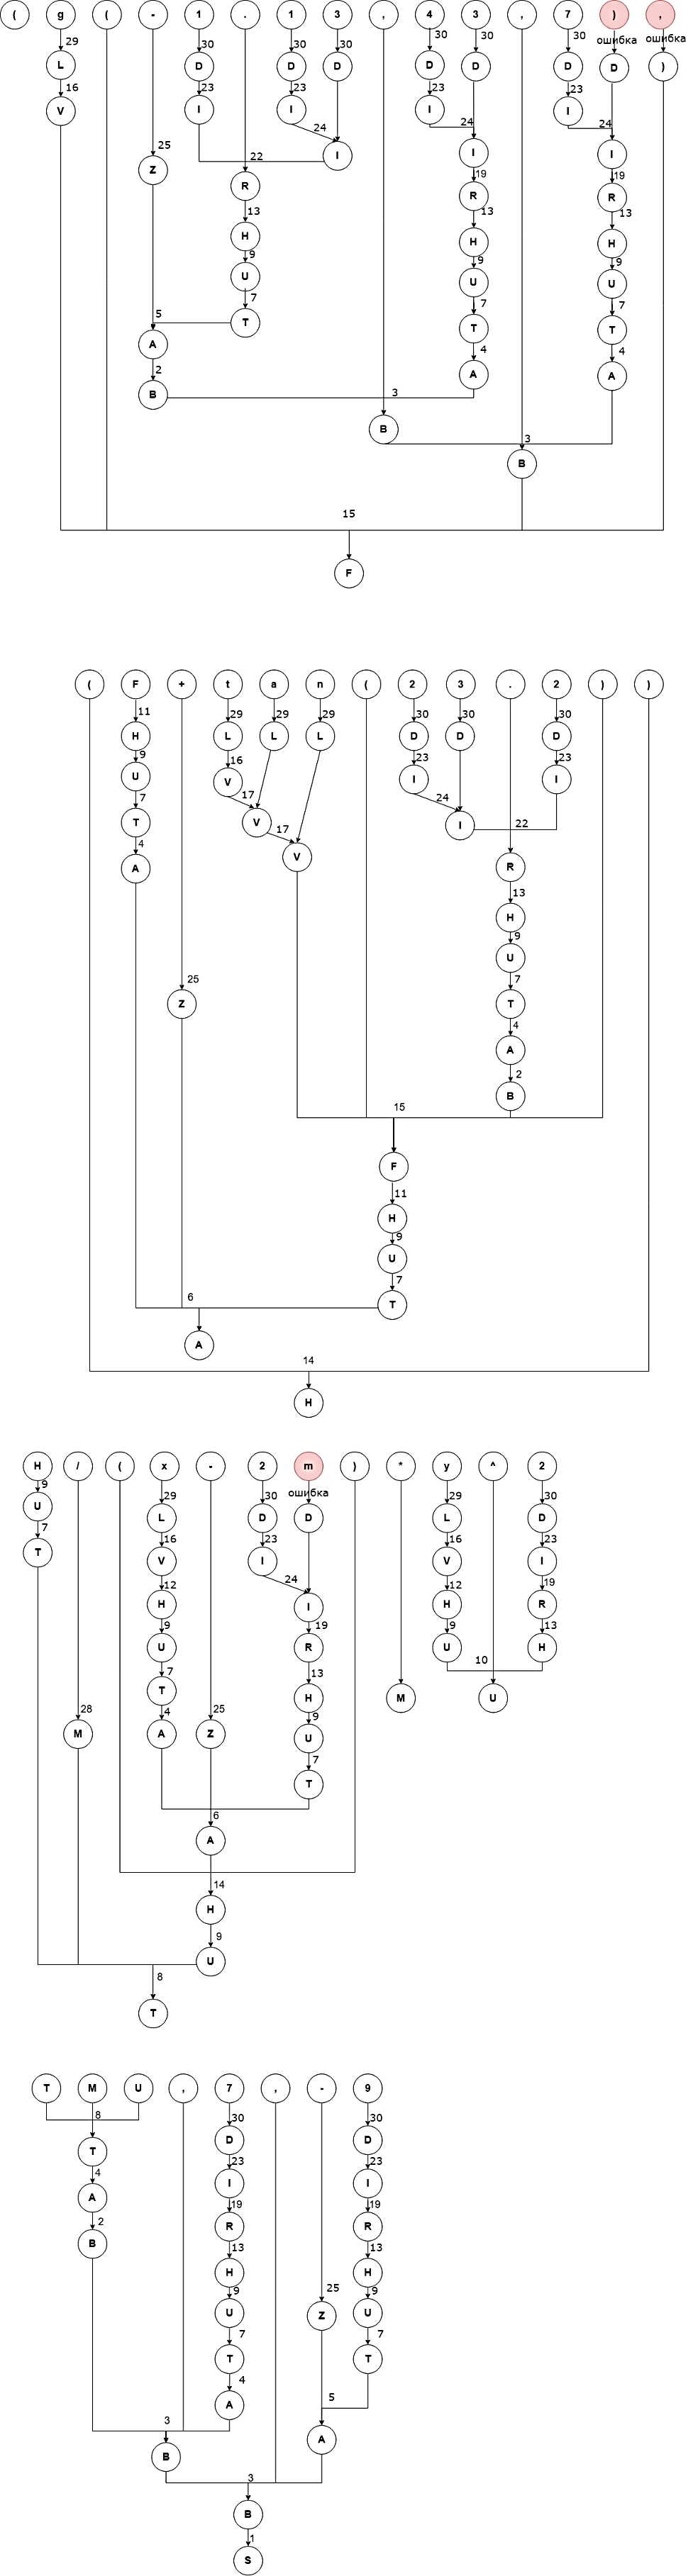 ( g ( - 1 . 1 3 , 4 3 , 7 ) ,
29 30 30 30 30 30 30 ошибка ошибка
L D D D D D D D )
16 23 23 23 23
V I I I I
24 24 24
25 22 I I I
Z R 19 19
13 R R
H 13 13
9 H H
U 9 9
7 U U
5 T 7 7
A T T
2 4 4
B 3 A A
B 3
B
15
F
( F + t a n ( 2 3 . 2 ) )
11 29 29 29 30 30 30
H L L L D D D
9 16 23 23
U V I I
7 17 24
T V I 22
4 17
A V R
13
H
9
U
25 7
Z T
4
A
2
B
15
F
11
H
9
U
7
6 T
A
14
H
H / ( x - 2 m ) * y ^ 2
9 29 30 ошибка 29 30
U L D D L D
7 16 23 16 23
T V I V I
12 24 12 19
H I H R
9 19 9 13
U R U H
7 13 10
T H M U
4 9
28 25
M A Z U
7
T
6
A
14
H
9
U
8
T
T M U , 7 , - 9
8 30 30
T D D
4 23 23
A I I
2 19 19
B R R
13 13
H H
25 9 9
Z U U
7 7
T T
4 5
A
3 A
B
3
B
1
S